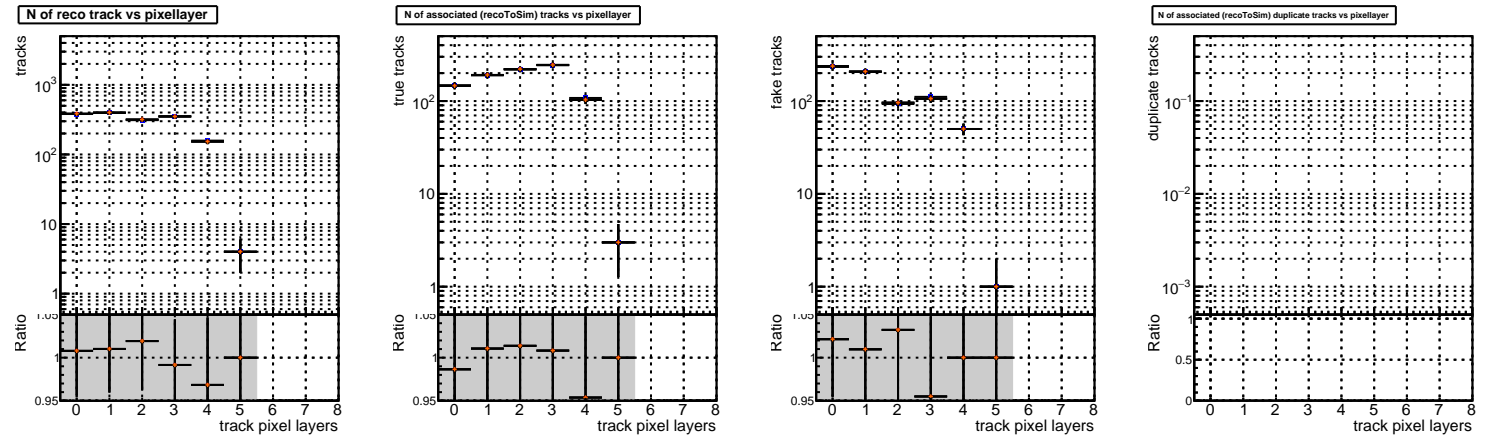 N of reco track vs pixellayer
tracks
10³
10²
10
1
Ratio
1.05
1
0.95
0 1 2 3 4 5 6 7 8
track pixel layers
N of associated (recoToSim) tracks vs pixellayer
true tracks
10²
10
1
Ratio
1.05
1
0.95
0 1 2 3 4 5 6 7 8
track pixel layers
fake tracks
10²
10
1
Ratio
1.05
1
0.95
0 1 2 3 4 5 6 7 8
track pixel layers
N of associated (recoToSim) duplicate tracks vs pixellayer
duplicate tracks
10⁻¹
10⁻²
10⁻³
Ratio
1
0.5
0
0 1 2 3 4 5 6 7 8
track pixel layers